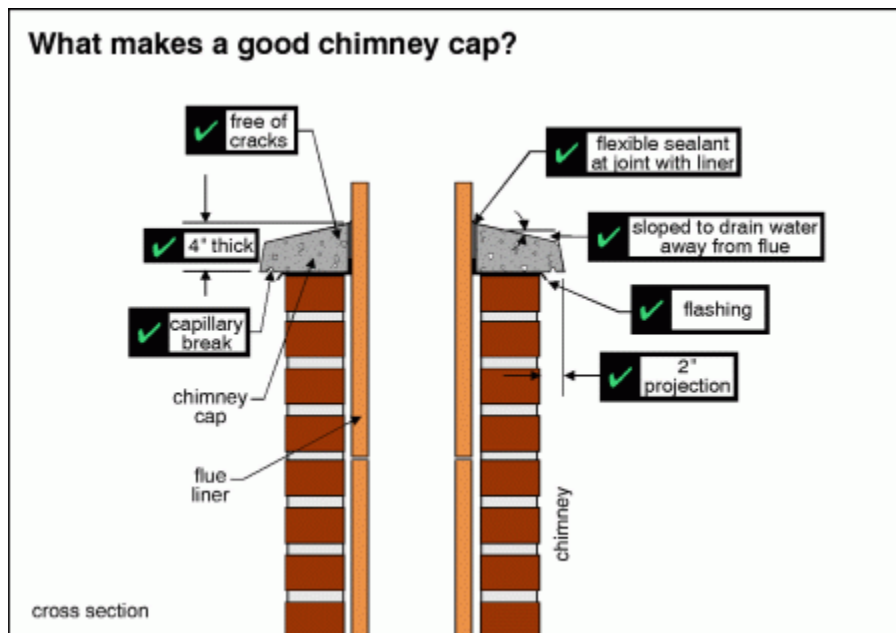 What makes a good chimney cap?
free of
cracks
flexible sealant
at joint with liner
4" thick
sloped to drain water
away from flue
capillary
break
flashing
2"
projection
chimney
cap
flue
liner
chimney
cross section